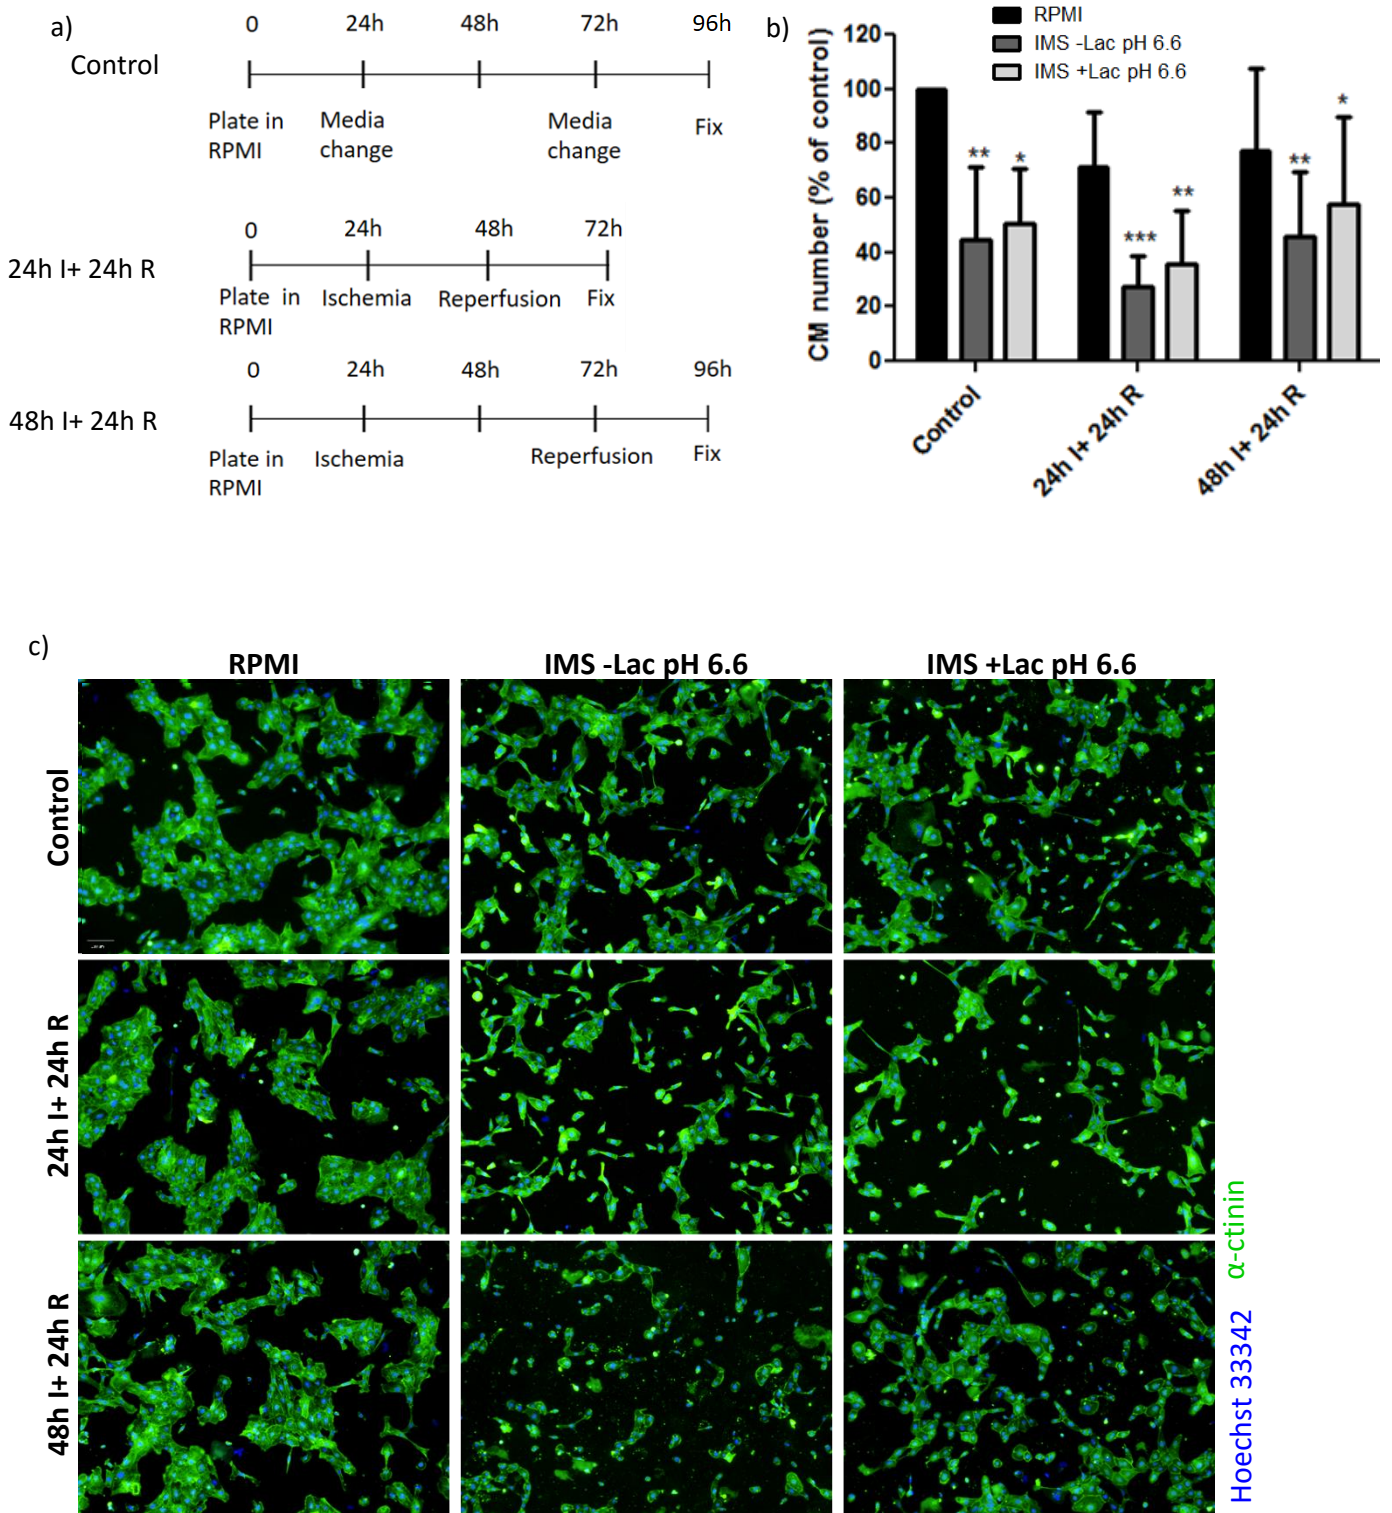 a)
Control
0 24h 48h 72h 96h
Plate in
RPMI
Media
change
Media
change
Fix
24h I+ 24h R
0 24h 48h 72h
Plate in
RPMI
Ischemia
Reperfusion
Fix
48h I+ 24h R
0 24h 48h 72h 96h
Plate in
RPMI
Ischemia
Reperfusion
Fix
b)
RPMI
IMS -Lac pH 6.6
IMS +Lac pH 6.6
CM number (% of control)
120
100
80
60
40
20
0
** *
*** **
** *
Control
24h I+ 24h R
48h I+ 24h R
c)
RPMI IMS -Lac pH 6.6 IMS +Lac pH 6.6
Control
24h I+ 24h R
48h I+ 24h R
Hoechst 33342 α-ctinin